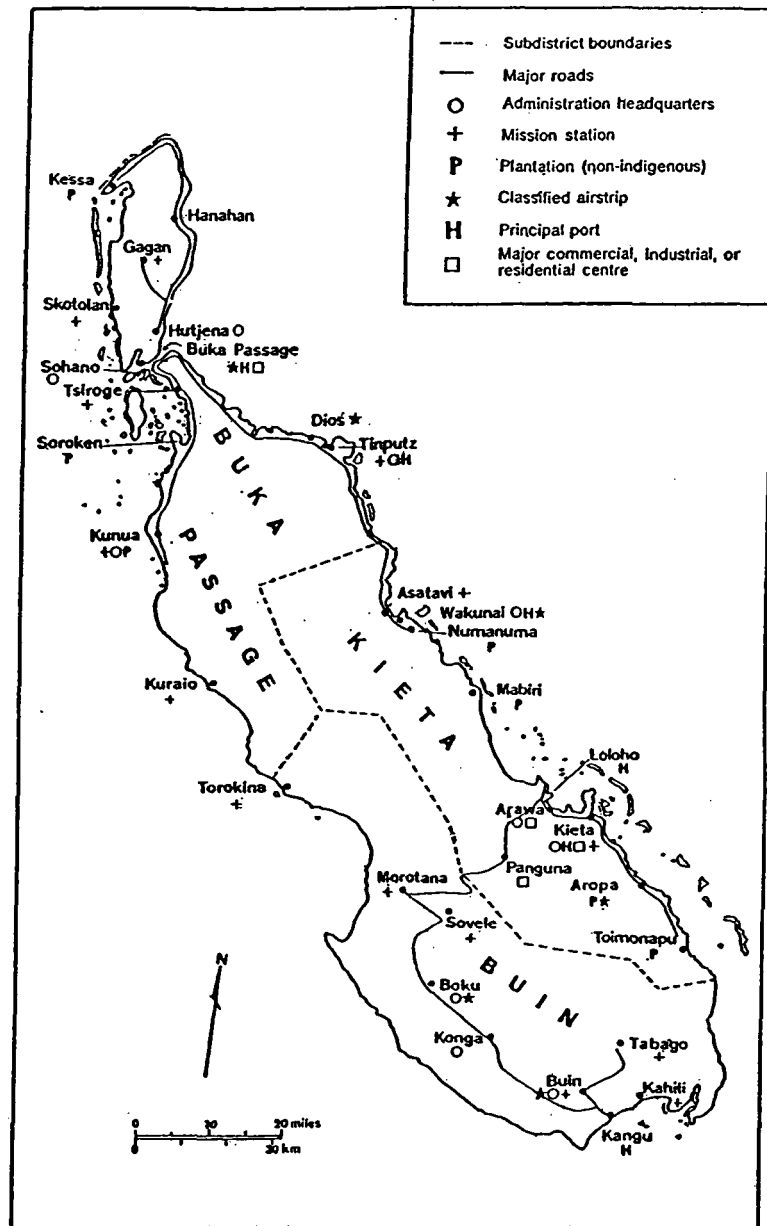 Subdistrict boundaries
Major roads
Administration headquarters
Mission station
P Plantation (non-indigenous)
Classified airstrip
H Principal port
Major commercial, industrial, or
residential centre
Kessa
P
Hanahan
Gagan
Skotolan
Hutjena
Buka Passage
H
Sohano
Tsiroge
Dios
Tinputz
H
Soroken
P
BUKA
PASSAGE
Kunua
P
Asatavi
Wakunai H
Numanuma
P
KIETA
Kuraio
Mabiri
P
Loloho
H
Torokina
Arawa
Kieta
H
Panguna
Morotana
Aropa
P
Sovele
Toimonapu
P
BUIN
N
Boku
Konga
Tabago
Buin
Kahili
Kangu
H
10 20 miles
30 km